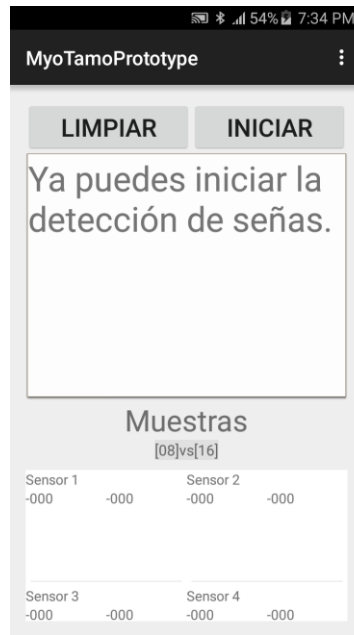 54% 7:34 PM
MyoTamoPrototype
LIMPIAR INICIAR
Ya puedes iniciar la
detección de señas.
Muestras
[08]vs[16]
Sensor 1 Sensor 2
-000 -000 -000 -000
Sensor 3 Sensor 4
-000 -000 -000 -000